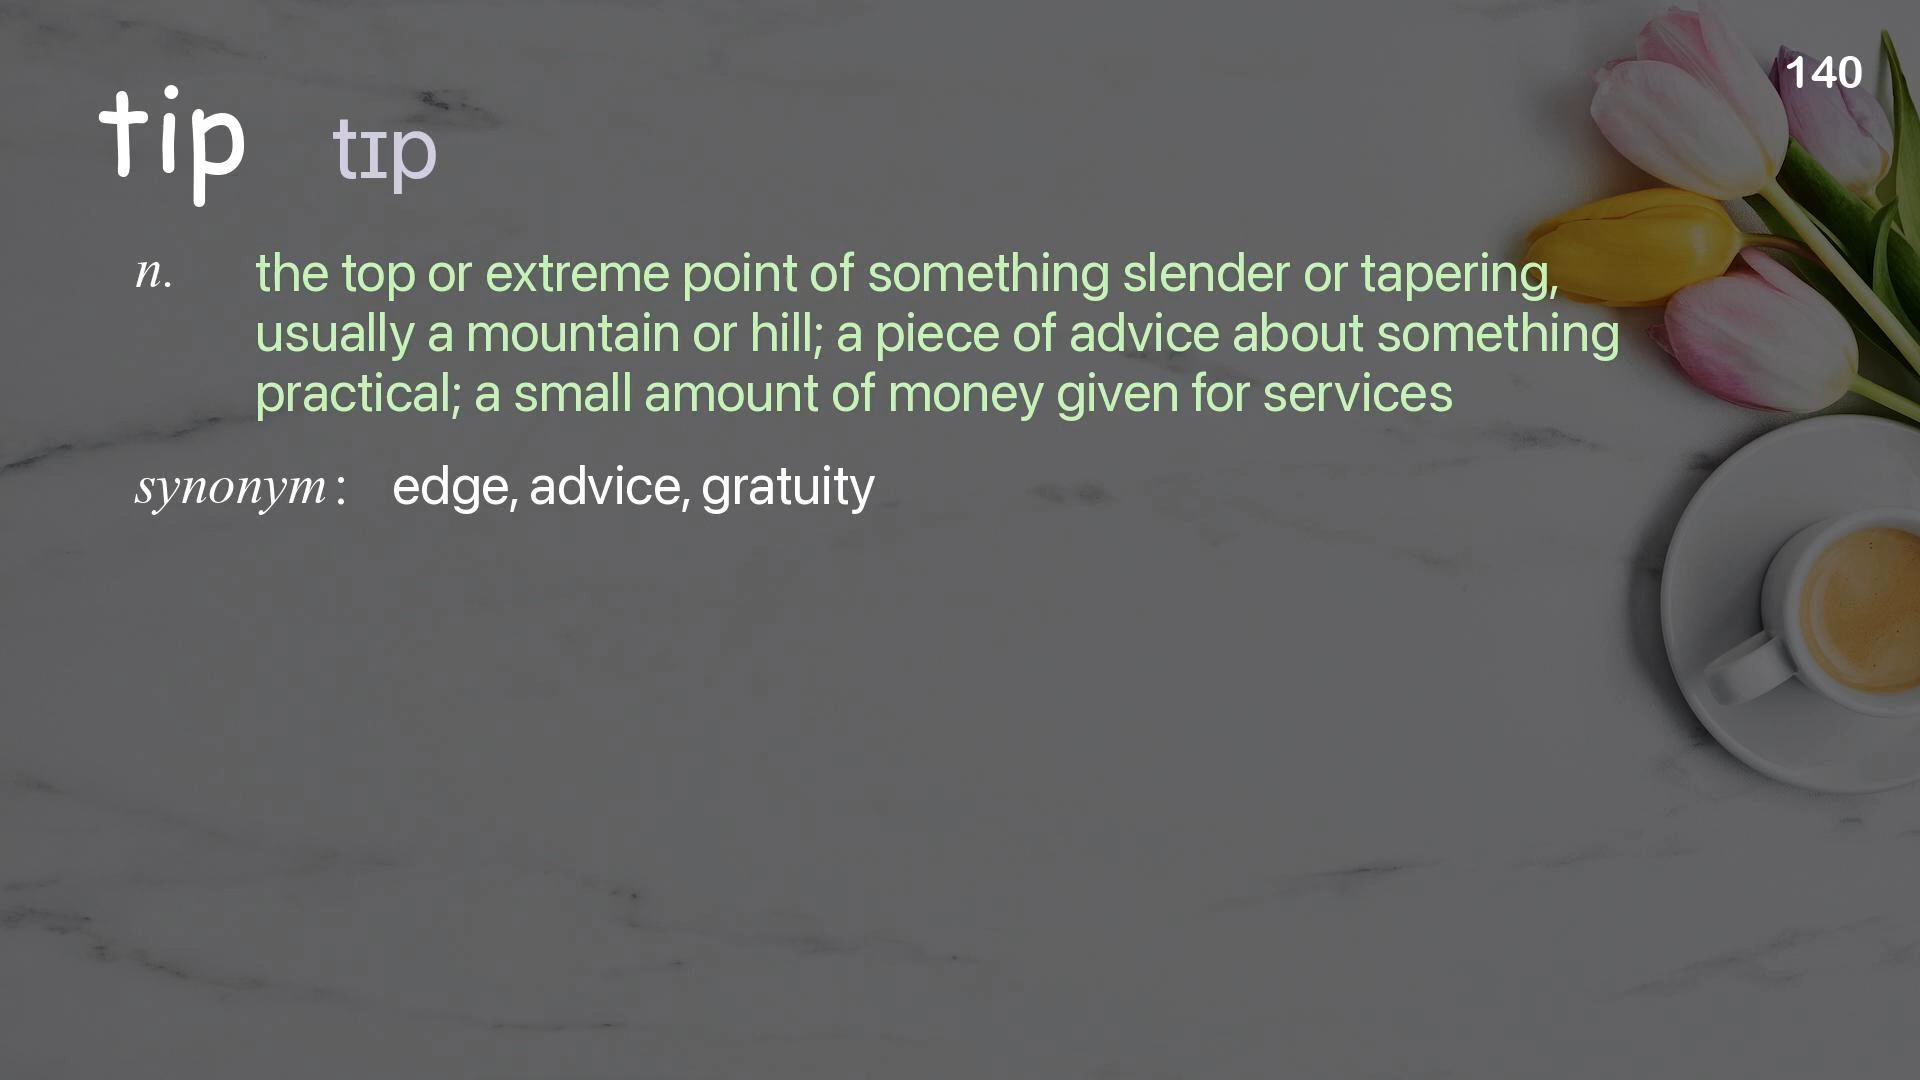 140
tip tɪp
n. the top or extreme point of something slender or tapering,
usually a mountain or hill; a piece of advice about something
practical; a small amount of money given for services
synonym: edge, advice, gratuity